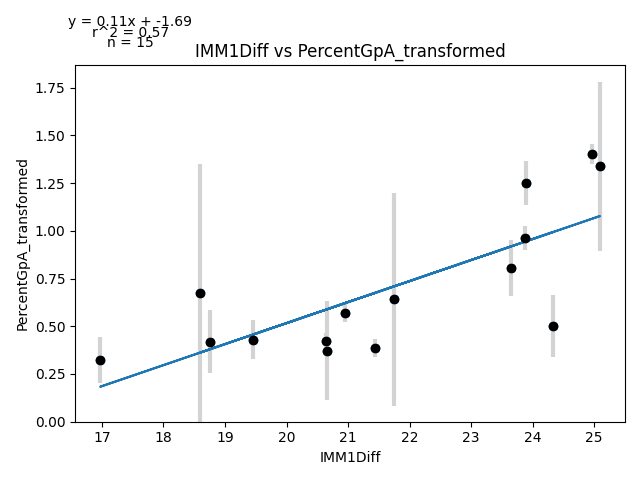 y = 0.11x + -1.69
r^2 = 0.57
n = 15
IMM1Diff vs PercentGpA_transformed
PercentGpA_transformed
1.75
1.50
1.25
1.00
0.75
0.50
0.25
0.00
17 18 19 20 21 22 23 24 25
IMM1Diff